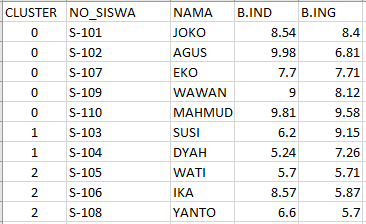 CLUSTER NO_SISWA NAMA B.IND B.ING
0 S-101 JOKO 8.54 8.4
0 S-102 AGUS 9.98 6.81
0 S-107 EKO 7.7 7.71
0 S-109 WAWAN 9 8.12
0 S-110 MAHMUD 9.81 9.58
1 S-103 SUSI 6.2 9.15
1 S-104 DYAH 5.24 7.26
2 S-105 WATI 5.7 5.71
2 S-106 IKA 8.57 5.87
2 S-108 YANTO 6.6 5.7